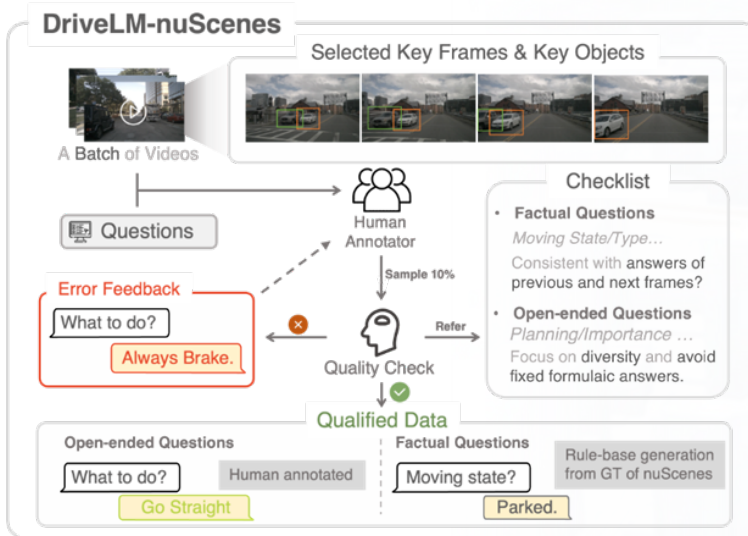 DriveLM-nuScenes
Selected Key Frames & Key Objects
A Batch of Videos
Questions
Human
Annotator
Sample 10%
Checklist
• Factual Questions
Moving State/Type...
Consistent with answers of
previous and next frames?
• Open-ended Questions
Planning/Importance ...
Focus on diversity and avoid
fixed formulaic answers.
Error Feedback
What to do?
Always Brake.
Refer
Quality Check
Qualified Data
Open-ended Questions
What to do?
Human annotated
Go Straight
Factual Questions
Moving state?
Rule-base generation
from GT of nuScenes
Parked.